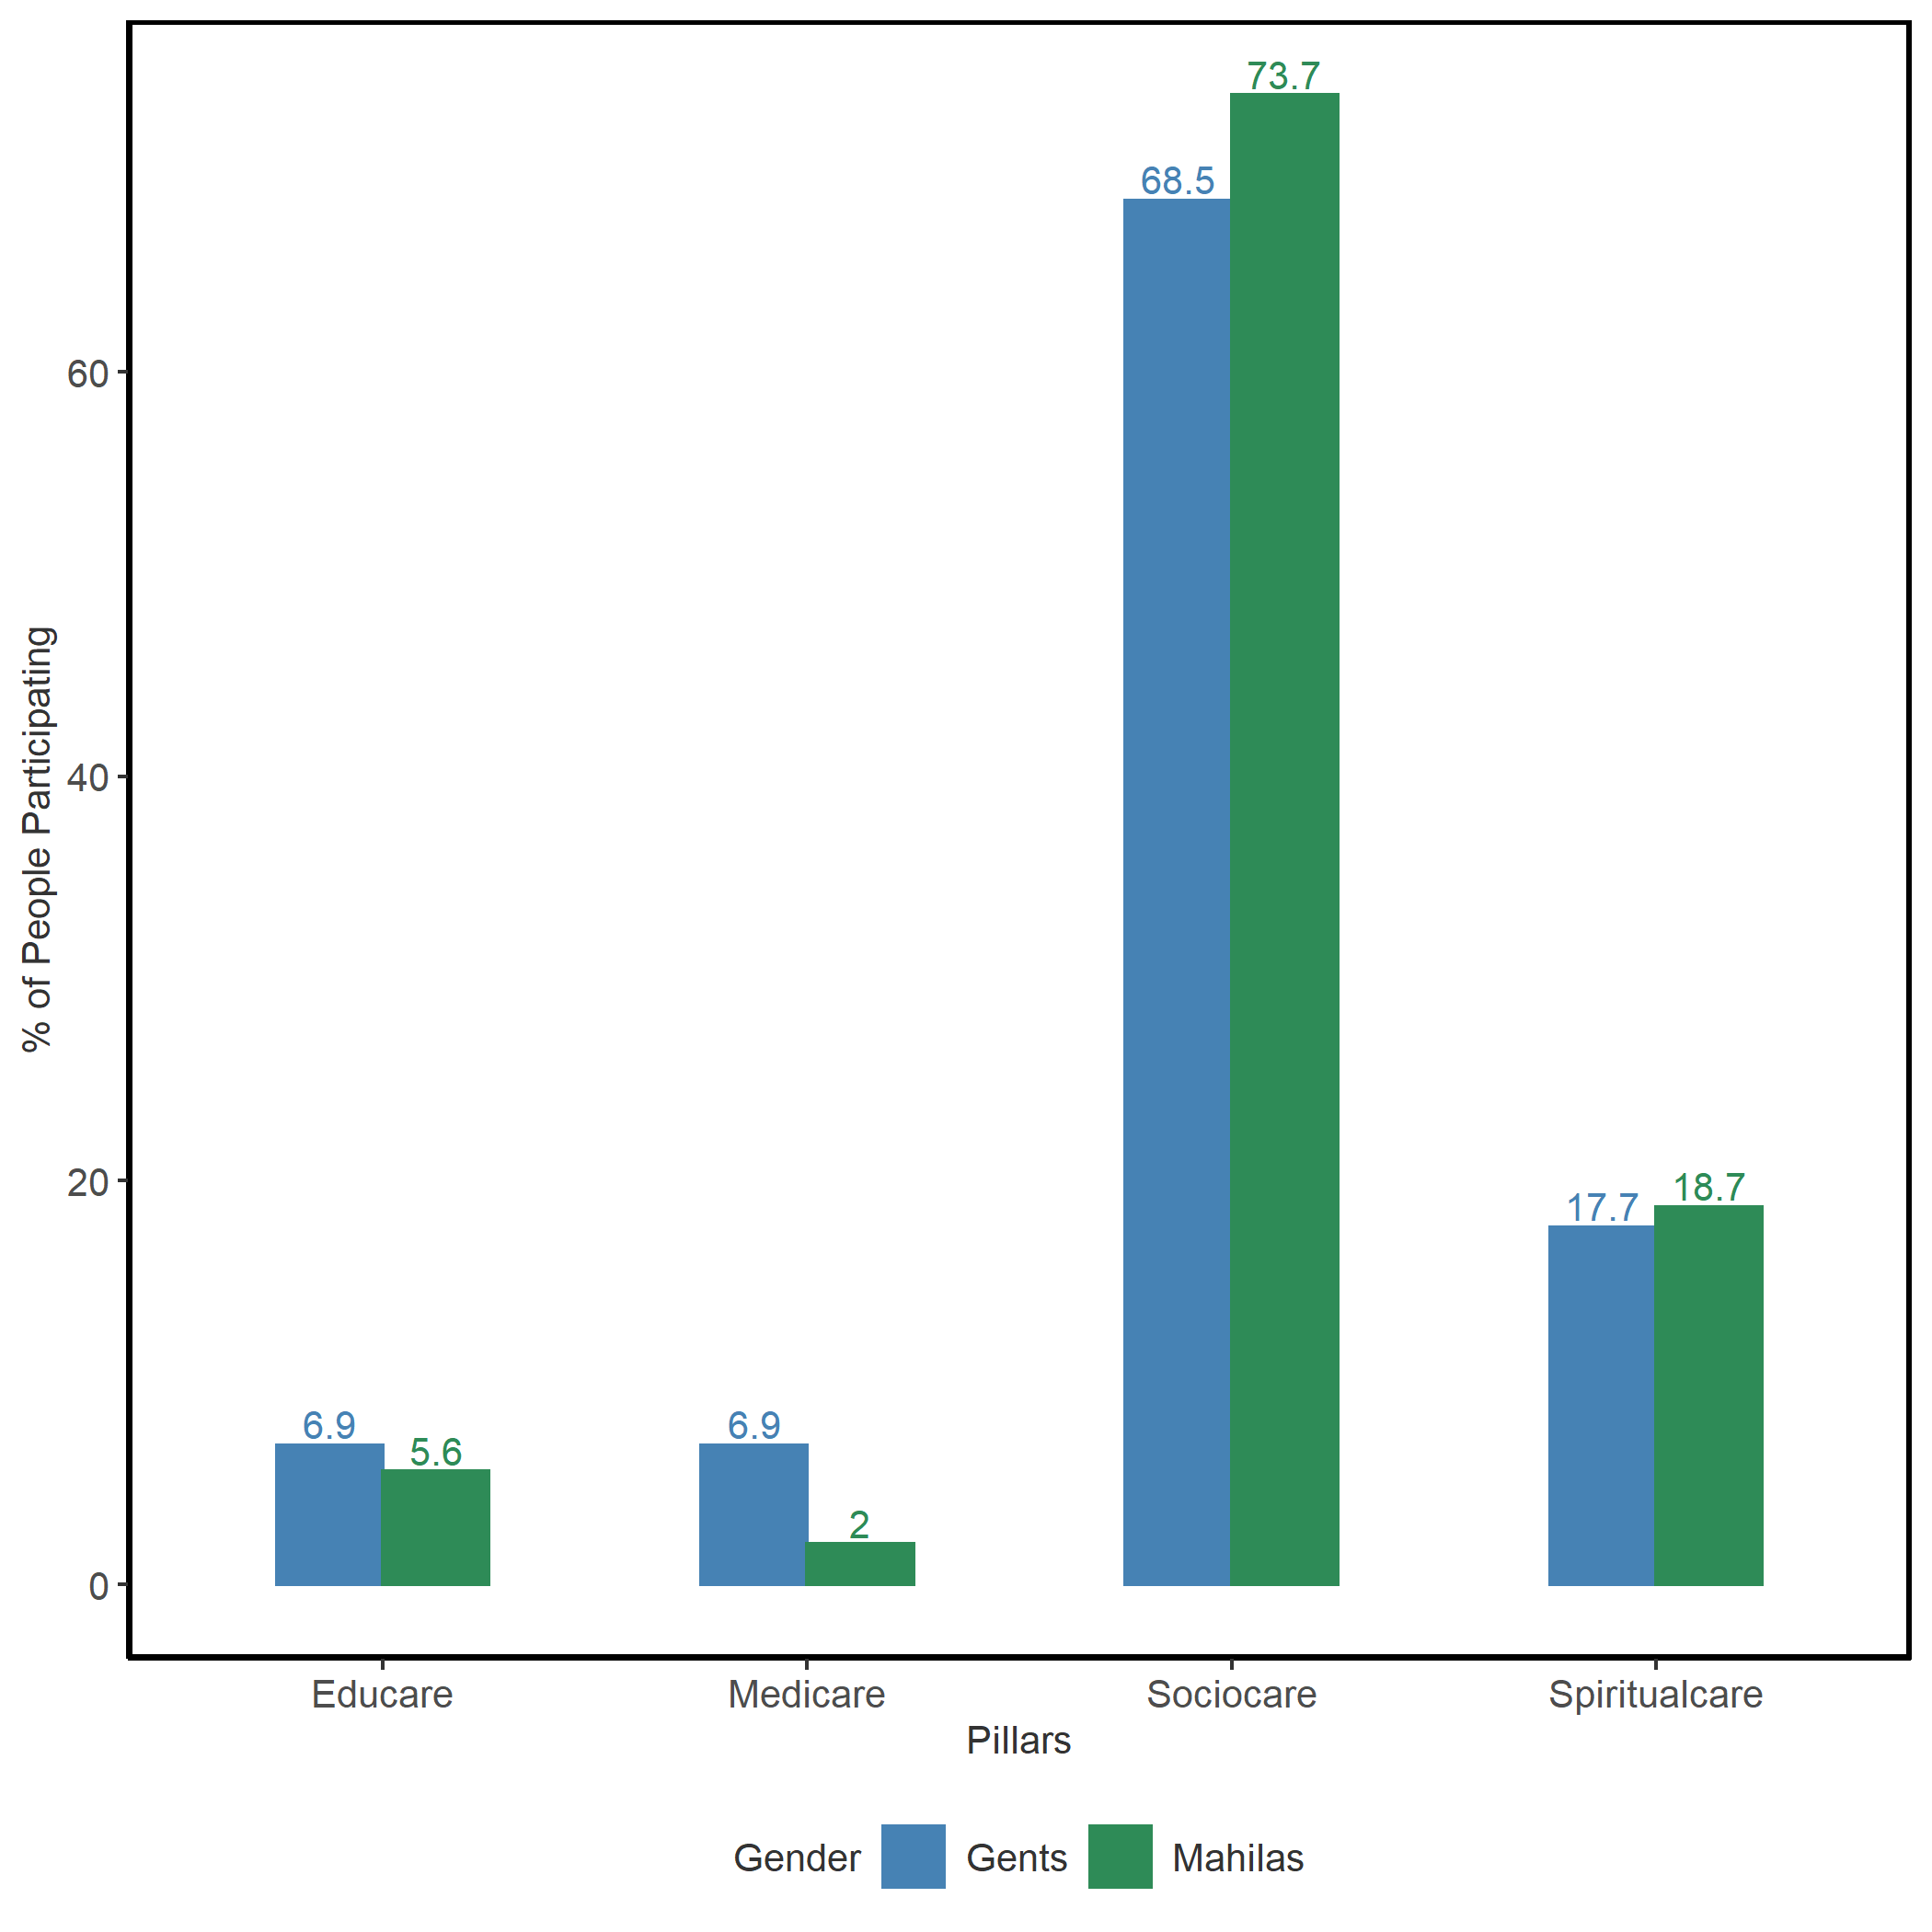 73.7
68.5
60
40
20
0
% of People Participating
17.7
18.7
6.9
5.6
6.9
2
Educare
Medicare
Sociocare
Spiritualcare
Pillars
Gender
Gents
Mahilas